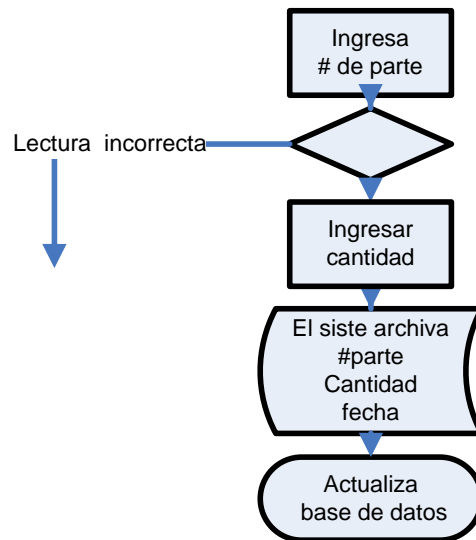 Ingresa
# de parte
Lectura incorrecta
Ingresar
cantidad
El siste archiva
#parte
Cantidad
fecha
Actualiza
base de datos